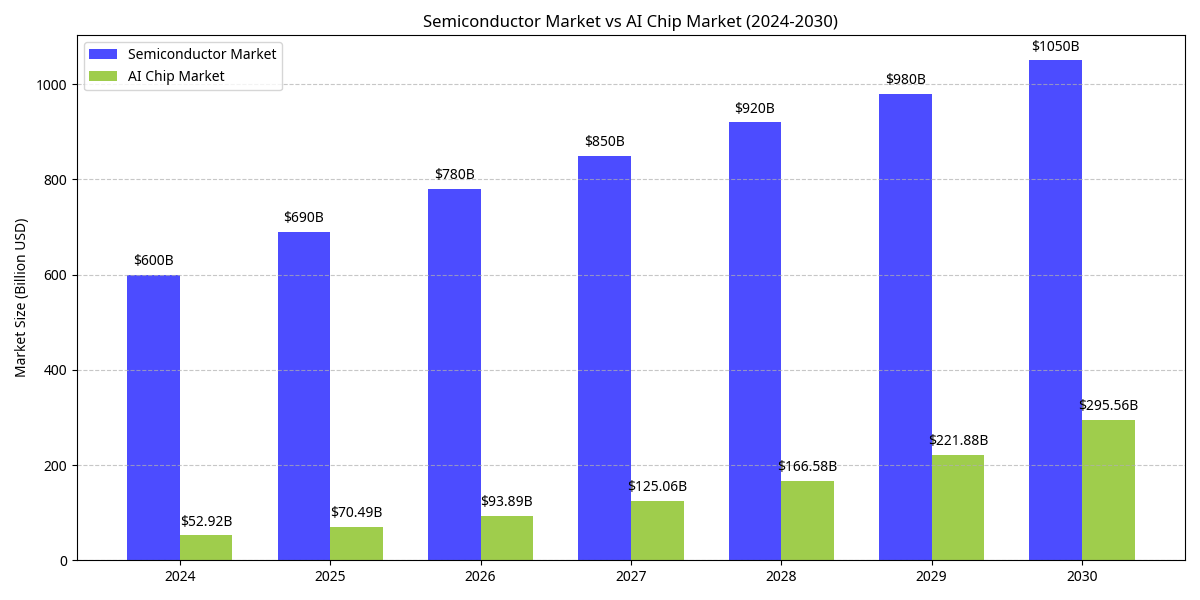 Semiconductor Market vs AI Chip Market (2024-2030)
Semiconductor Market
AI Chip Market
Market Size (Billion USD)
1000
800
600
400
200
0
$600B
$690B
$780B
$850B
$920B
$980B
$1050B
$52.92B
$70.49B
$93.89B
$125.06B
$166.58B
$221.88B
$295.56B
2024
2025
2026
2027
2028
2029
2030